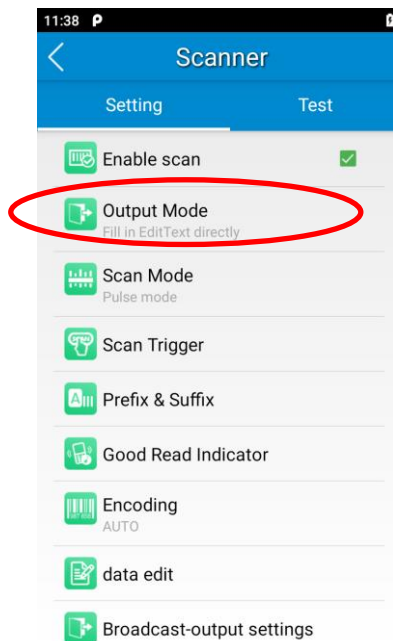 11:38 P
Scanner
Setting Test
Enable scan
Output Mode
Fill in EditText directly
Scan Mode
Pulse mode
Scan Trigger
Prefix & Suffix
Good Read Indicator
Encoding
AUTO
data edit
Broadcast-output settings